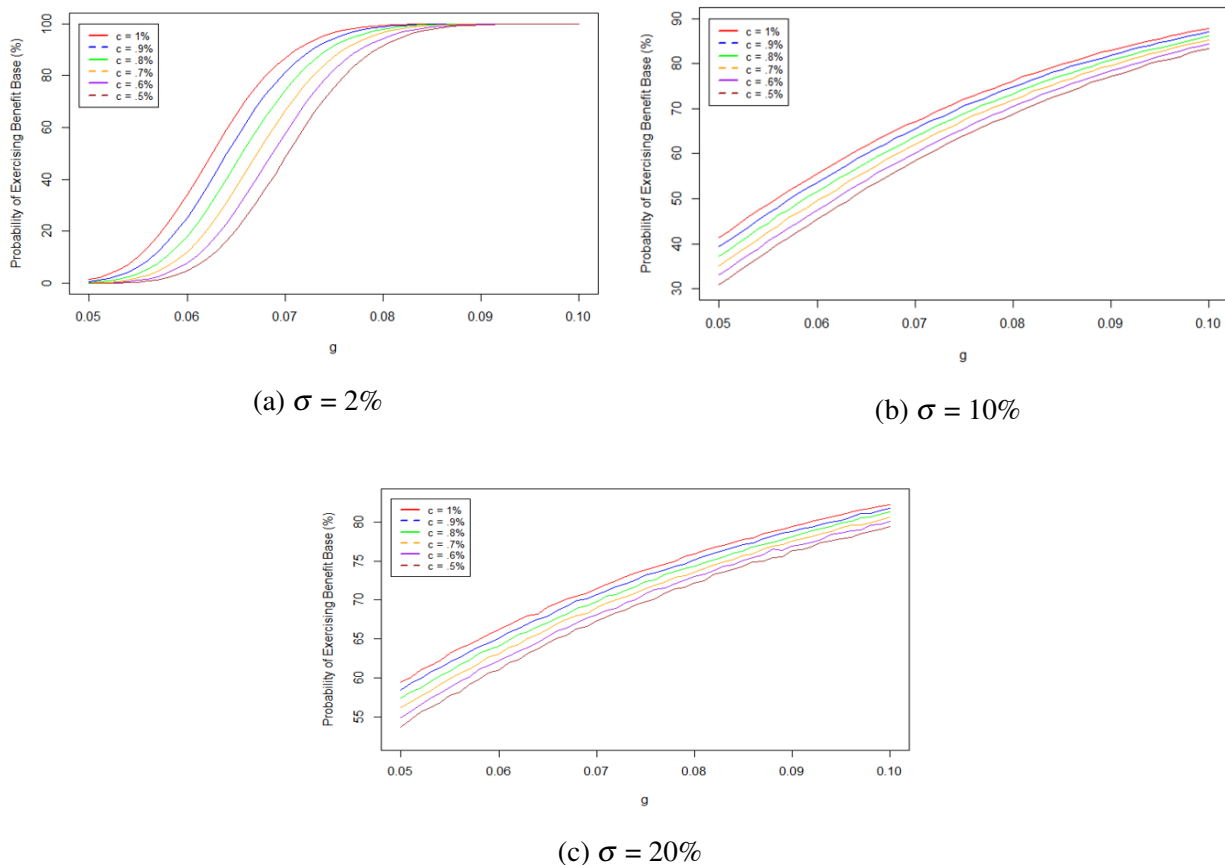 Probability of Exercising Benefit Base (%)
100
80
60
40
20
0
c = 1%
c = .9%
c = .8%
c = .7%
c = .6%
c = .5%
0.05 0.06 0.07 0.08 0.09 0.10
g
(a) σ = 2%
Probability of Exercising Benefit Base (%)
90
80
70
60
50
40
30
c = 1%
c = .9%
c = .8%
c = .7%
c = .6%
c = .5%
0.05 0.06 0.07 0.08 0.09 0.10
g
(b) σ = 10%
Probability of Exercising Benefit Base (%)
80
75
70
65
60
55
c = 1%
c = .9%
c = .8%
c = .7%
c = .6%
c = .5%
0.05 0.06 0.07 0.08 0.09 0.10
g
(c) σ = 20%